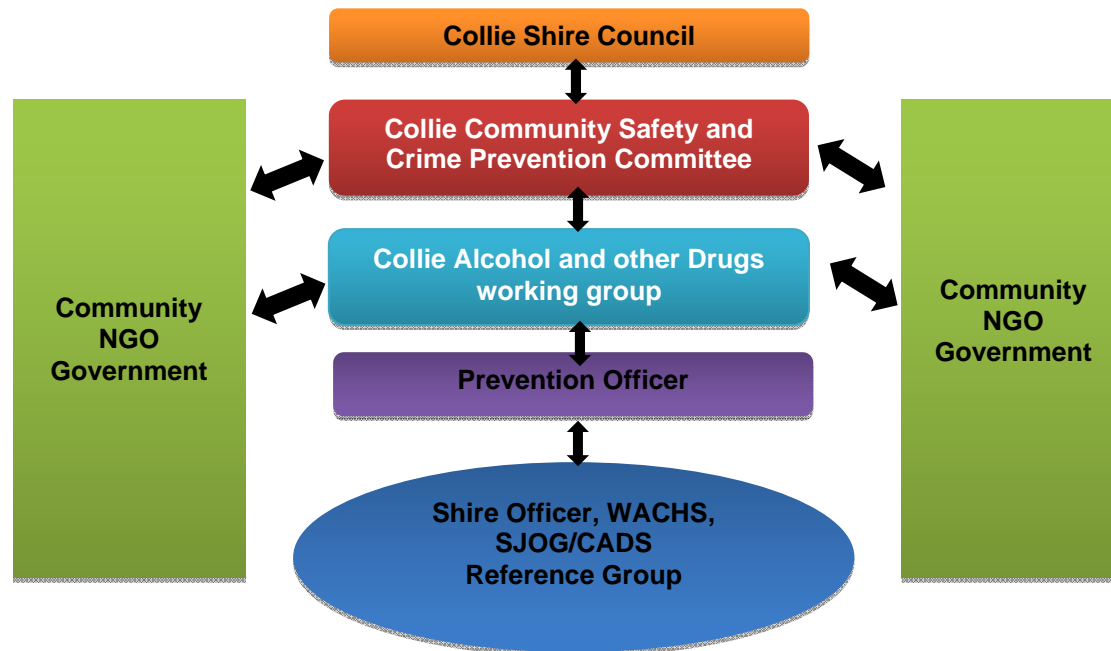 Collie Shire Council
Collie Community Safety and
Crime Prevention Committee
Collie Alcohol and other Drugs
working group
Community
NGO
Government
Community
NGO
Government
Prevention Officer
Shire Officer, WACHS,
SJOG/CADS
Reference Group